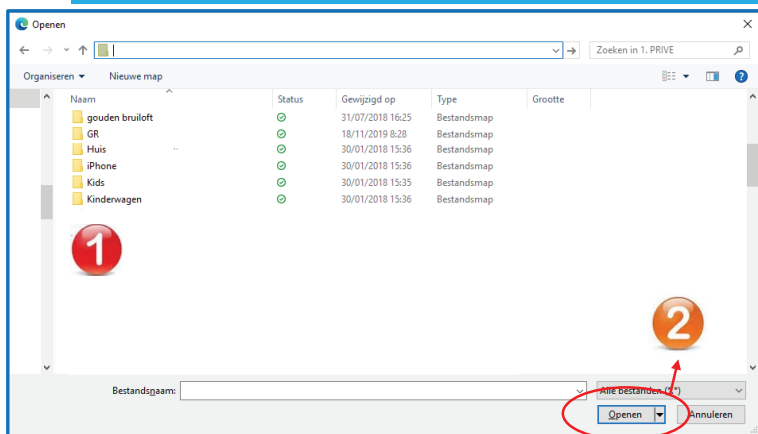 Openen
Zoeken in 1. PRIVE
Organiseren Nieuwe map
Naam Status Gewijzigd op Type Grootte
gouden bruiloft 31/07/2018 16:25 Bestandsmap
GR 18/11/2019 8:28 Bestandsmap
Huis 30/01/2018 15:36 Bestandsmap
iPhone 30/01/2018 15:36 Bestandsmap
Kids 30/01/2018 15:35 Bestandsmap
Kinderwagen 30/01/2018 15:36 Bestandsmap
1
2
Bestandsnaam: Alle bestanden (*.*)
Openen Annuleren